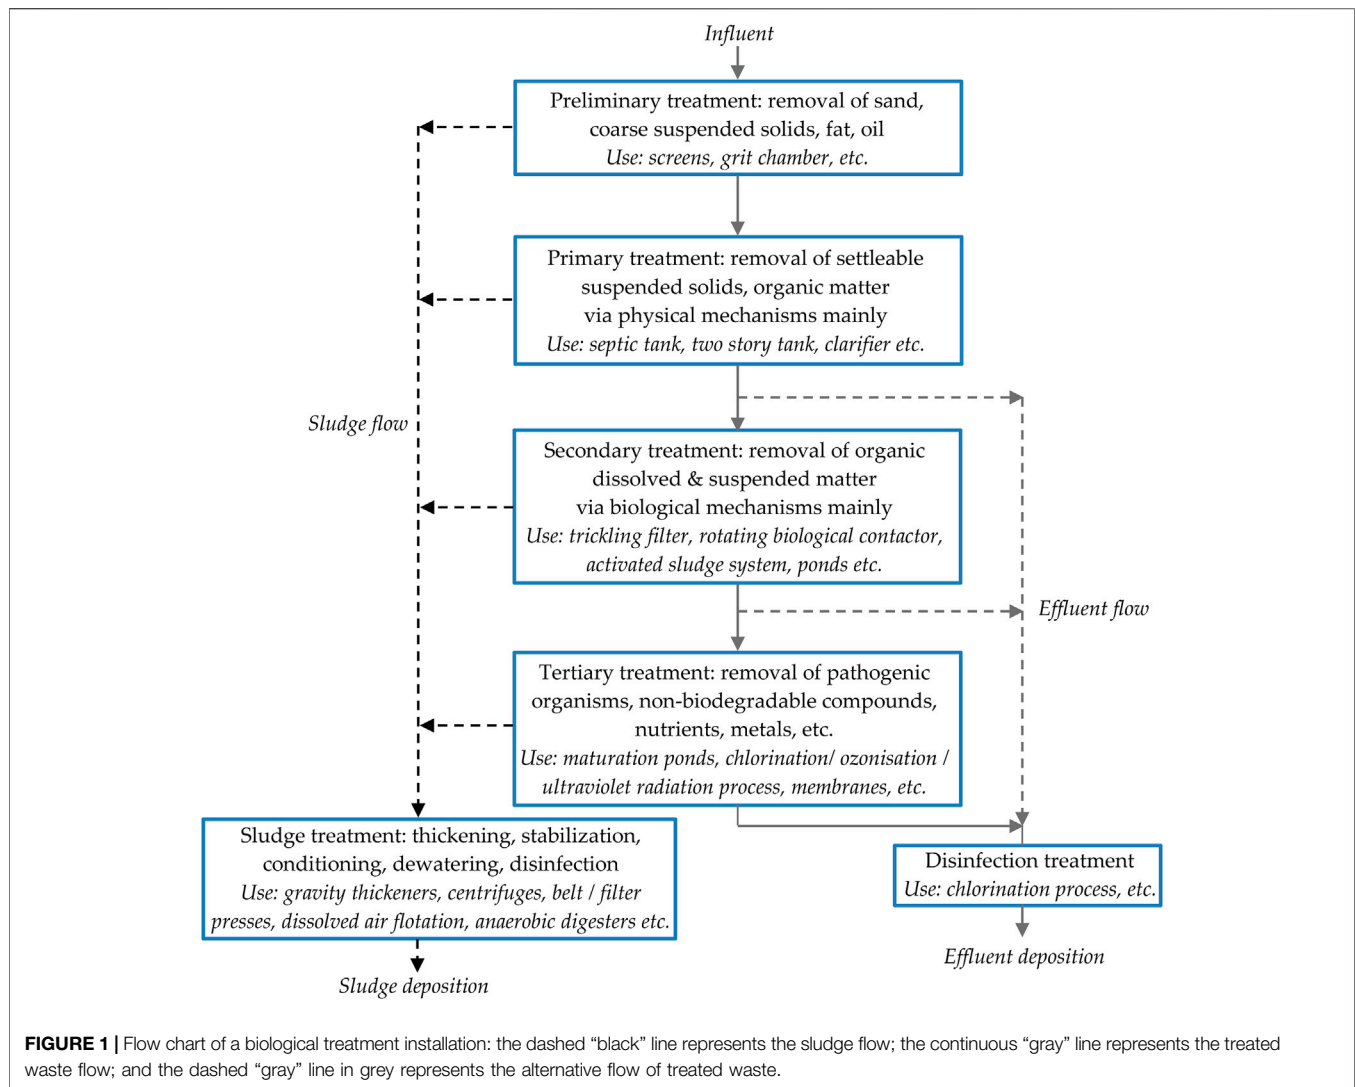 Influent
Preliminary treatment: removal of sand,
coarse suspended solids, fat, oil
Use: screens, grit chamber, etc.
Primary treatment: removal of settleable
suspended solids, organic matter
via physical mechanisms mainly
Use: septic tank, two story tank, clarifier etc.
Sludge flow
Secondary treatment: removal of organic
dissolved & suspended matter
via biological mechanisms mainly
Use: trickling filter, rotating biological contactor,
activated sludge system, ponds etc.
Effluent flow
Tertiary treatment: removal of pathogenic
organisms, non-biodegradable compounds,
nutrients, metals, etc.
Use: maturation ponds, chlorination/ ozonisation /
ultraviolet radiation process, membranes, etc.
Sludge treatment: thickening, stabilization,
conditioning, dewatering, disinfection
Use: gravity thickeners, centrifuges, belt / filter
presses, dissolved air flotation, anaerobic digesters etc.
Disinfection treatment
Use: chlorination process, etc.
Effluent deposition
Sludge deposition
FIGURE 1 | Flow chart of a biological treatment installation: the dashed “black” line represents the sludge flow; the continuous “gray” line represents the treated
waste flow; and the dashed “gray” line in grey represents the alternative flow of treated waste.